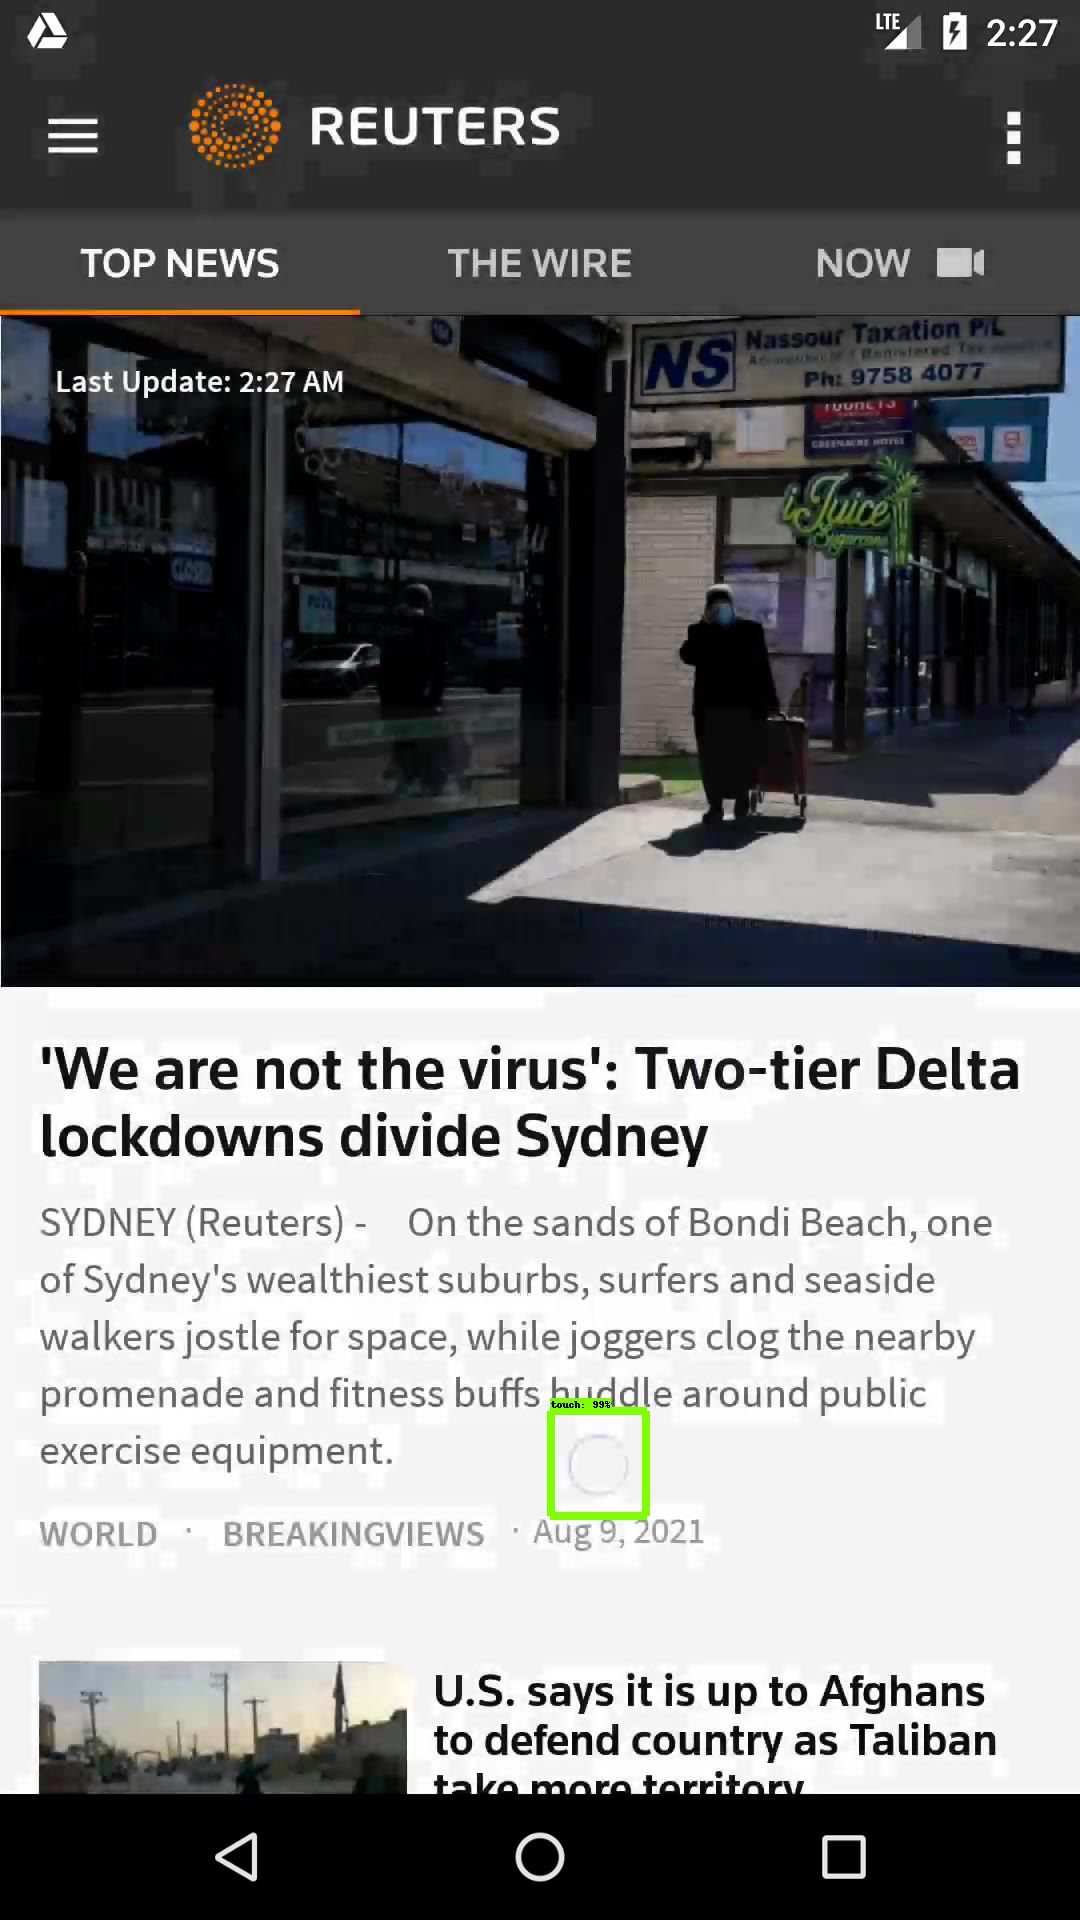 LTE 2:27
REUTERS
TOP NEWS THE WIRE NOW
Last Update: 2:27 AM
NS Nassour Taxation P/L
Ph: 9758 4077
GREENACRE HOTEL
iJuice
Sugarcane
CLOSED
'We are not the virus': Two-tier Delta
lockdowns divide Sydney
SYDNEY (Reuters) - On the sands of Bondi Beach, one
of Sydney's wealthiest suburbs, surfers and seaside
walkers jostle for space, while joggers clog the nearby
promenade and fitness buffs huddle around public
touch: 99%
exercise equipment.
WORLD · BREAKINGVIEWS · Aug 9, 2021
U.S. says it is up to Afghans
to defend country as Taliban
take more territory